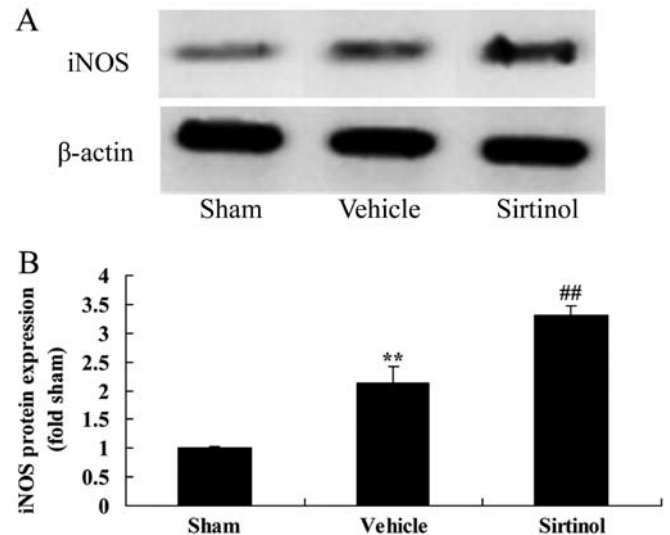 A
iNOS
β-actin
Sham Vehicle Sirtinol
B
iNOS protein expression
(fold sham)
4
3.5
3
2.5
2
1.5
1
0.5
0
**
##
Sham Vehicle Sirtinol